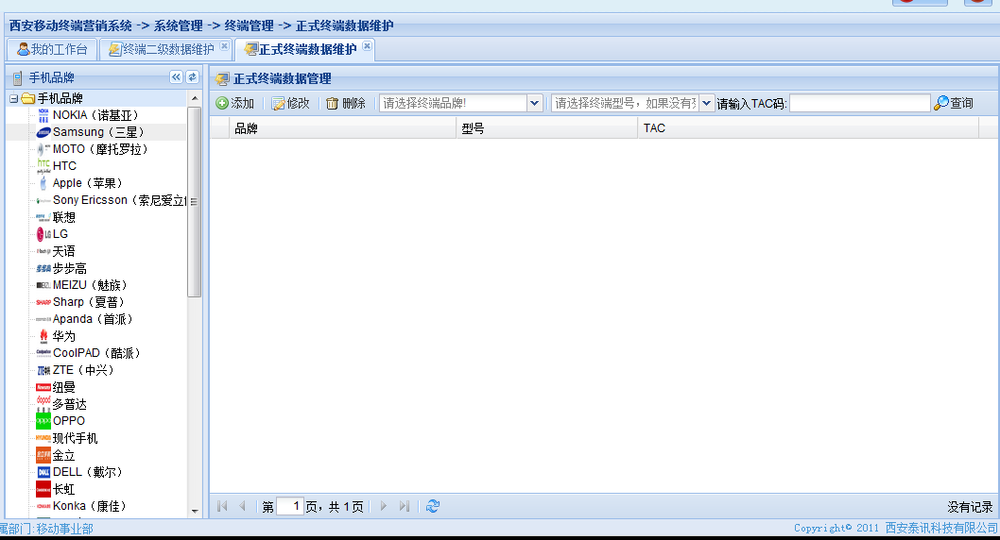 西安移动终端营销系统 -> 系统管理 -> 终端管理 -> 正式终端数据维护
我的工作台 终端二级数据维护 正式终端数据维护
手机品牌
正式终端数据管理
添加 修改 删除 请选择终端品牌! 请选择终端型号，如果没有 请输入TAC码: 查询
品牌 型号 TAC
手机品牌
NOKIA（诺基亚）
Samsung（三星）
MOTO（摩托罗拉）
HTC
Apple（苹果）
Sony Ericsson（索尼爱立
联想
LG
天语
步步高
MEIZU（魅族）
Sharp（夏普）
Apanda（首派）
华为
CoolPAD（酷派）
ZTE（中兴）
纽曼
多普达
OPPO
现代手机
金立
DELL（戴尔）
长虹
Konka（康佳）
第 1 页，共 1 页 没有记录
属部门:移动事业部
Copyright© 2011 西安泰讯科技有限公司